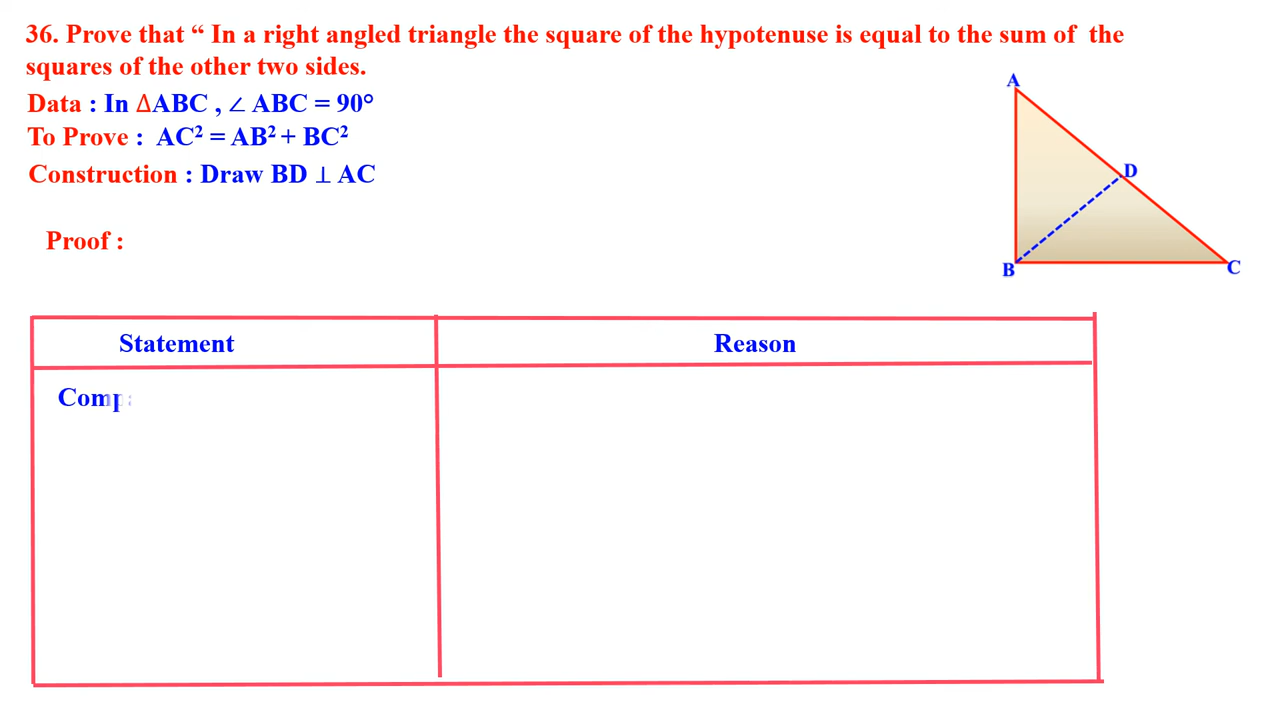 36. Prove that “ In a right angled triangle the square of the hypotenuse is equal to the sum of the
squares of the other two sides.
Data : In ∆ABC , ∠ ABC = 90°
To Prove : AC² = AB² + BC²
Construction : Draw BD ⊥ AC
Proof :
A
D
B
C
Statement
Reason
Compa